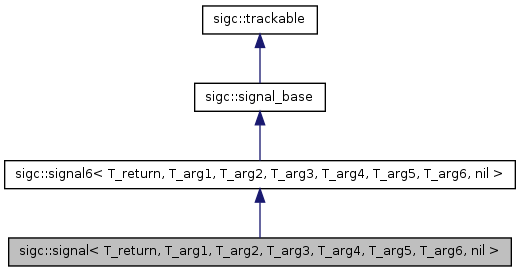 sigc::trackable
sigc::signal_base
sigc::signal6< T_return, T_arg1, T_arg2, T_arg3, T_arg4, T_arg5, T_arg6, nil >
sigc::signal< T_return, T_arg1, T_arg2, T_arg3, T_arg4, T_arg5, T_arg6, nil >